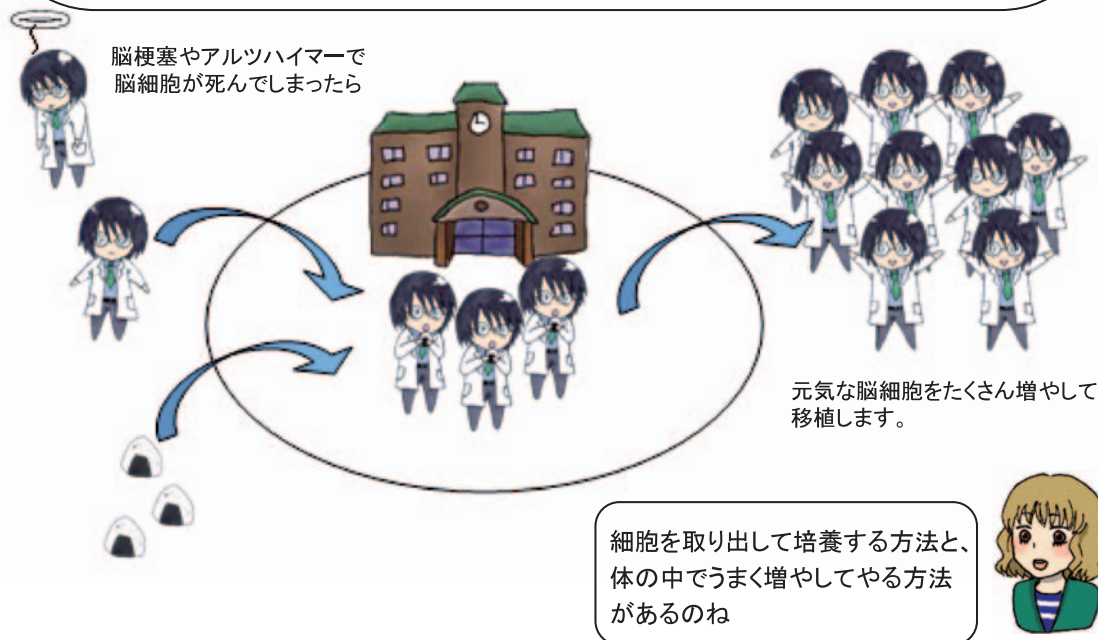 脳梗塞やアルツハイマーで
脳細胞が死んでしまったら
元気な脳細胞をたくさん増やして
移植します。
細胞を取り出して培養する方法と、
体の中でうまく増やしてやる方法
があるのね